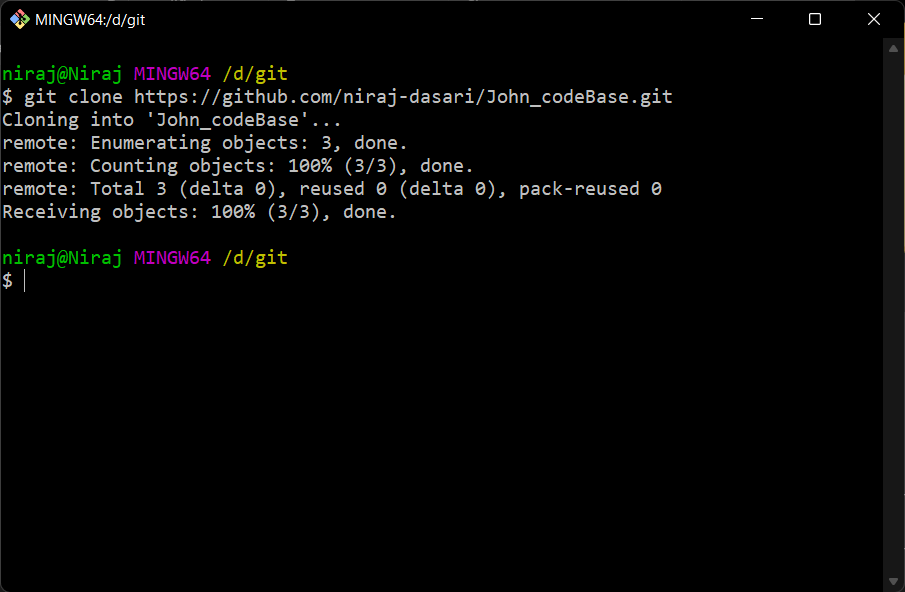 MINGW64:/d/git
niraj@Niraj MINGW64 /d/git
$ git clone https://github.com/niraj-dasari/John_codeBase.git
Cloning into 'John_codeBase'...
remote: Enumerating objects: 3, done.
remote: Counting objects: 100% (3/3), done.
remote: Total 3 (delta 0), reused 0 (delta 0), pack-reused 0
Receiving objects: 100% (3/3), done.
niraj@Niraj MINGW64 /d/git
$